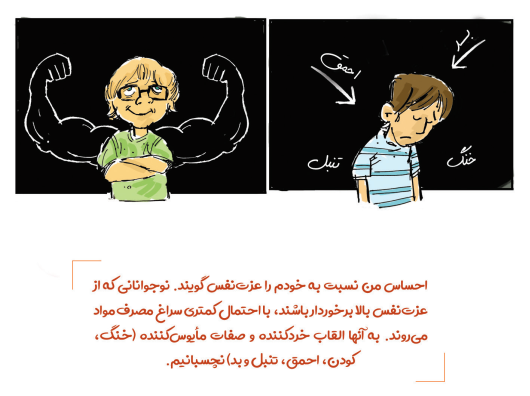 بد
احمق
تنبل
خنگ
احساس من نسبت به خودم را عزت‌نفس گویند. نوجوانانی که از
عزت‌نفس بالا برخوردار باشند، با احتمال کمتری سراغ مصرف مواد
می‌روند. به آنها القاب خردکننده و صفات مأیوس‌کننده (خنگ،
کودن، احمق، تنبل و بد) نچسبانیم.